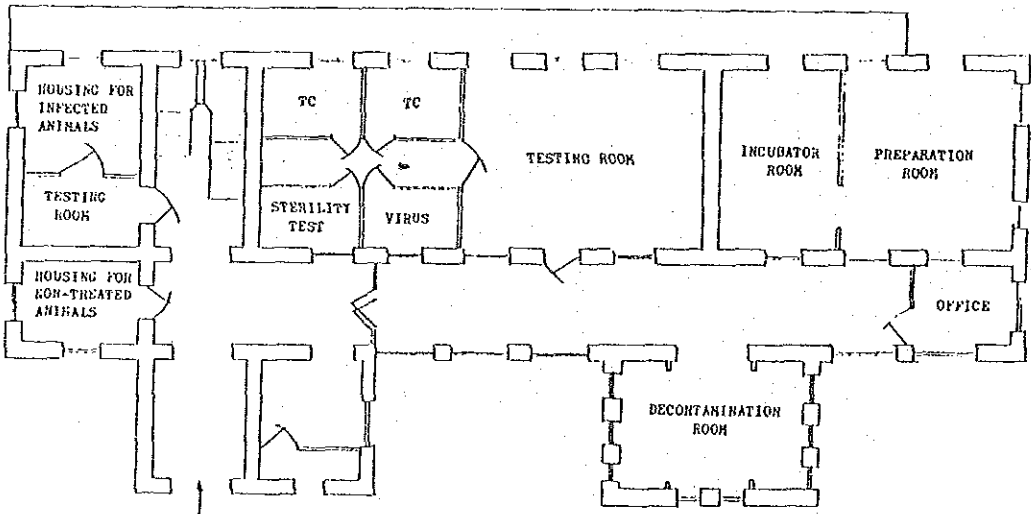 HOUSING FOR
INFECTED
ANIMALS
TC
TC
TESTING ROOM
INCUBATOR
ROOM
PREPARATION
ROOM
TESTING
ROOM
STERILITY
TEST
VIRUS
HOUSING FOR
NON-TREATED
ANIMALS
OFFICE
DECONTAMINATION
ROOM